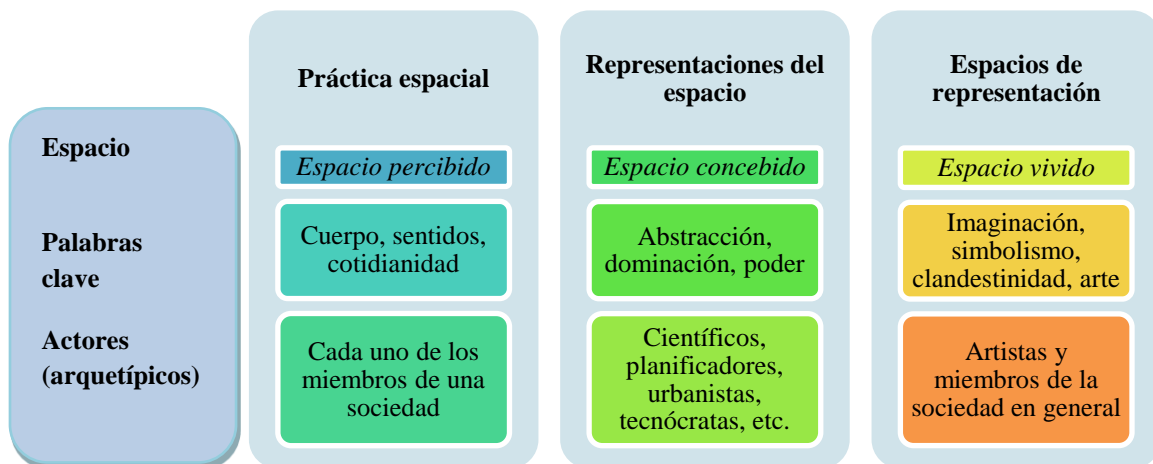 Práctica espacial
Representaciones del
espacio
Espacios de
representación
Espacio
Espacio percibido
Espacio concebido
Espacio vivido
Palabras
clave
Cuerpo, sentidos,
cotidianidad
Abstracción,
dominación, poder
Imaginación,
simbolismo,
clandestinidad, arte
Actores
(arquetípicos)
Cada uno de los
miembros de una
sociedad
Científicos,
planificadores,
urbanistas,
tecnócratas, etc.
Artistas y
miembros de la
sociedad en general